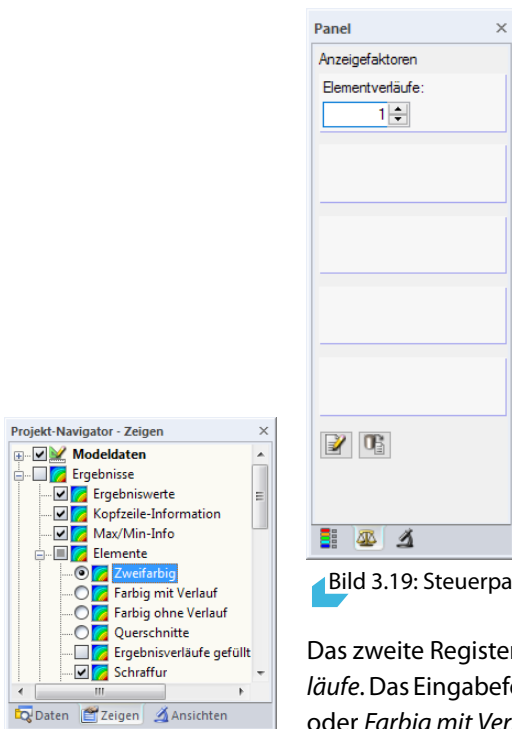 Panel
Anzeigefaktoren
Elementverläufe:
1
Projekt-Navigator - Zeigen
Modeldaten
Ergebnisse
Ergebniswerte
Kopfzeile-Information
Max/Min-Info
Elemente
Zweifarbig
Farbig mit Verlauf
Farbig ohne Verlauf
Querschnitte
Ergebnisverläufe gefüllt
Schraffur
Daten Zeigen Ansichten
Bild 3.19: Steuerpa
Das zweite Register
läufe. Das Eingabefe
oder Farbig mit Ver